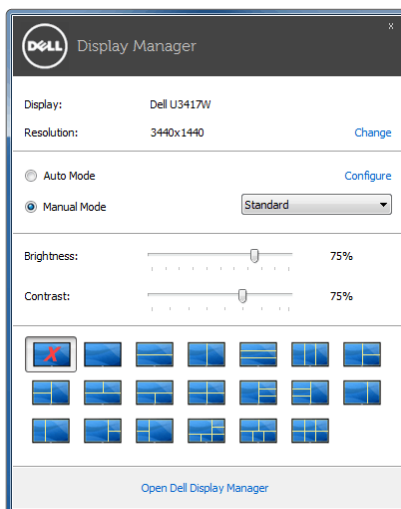 x
DELL Display Manager
Display: Dell U3417W
Resolution: 3440x1440 Change
Auto Mode Configure
Manual Mode Standard
Brightness: 75%
Contrast: 75%
Open Dell Display Manager